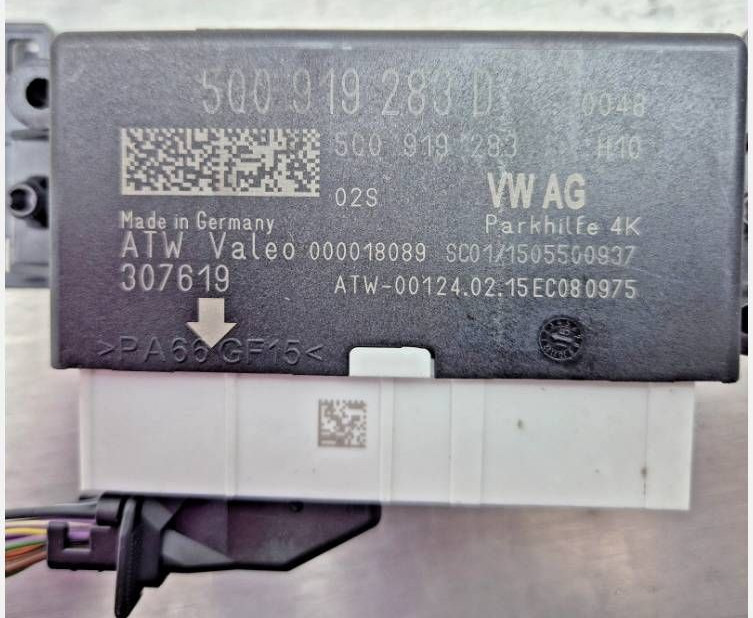 5Q0 919 283 D 0048
5Q0 919 283 H10
02S VW AG
Parkhilfe 4K
Made in Germany
ATW Valeo 000018089 SC01/1505500937
307619 ATW-00124.02.15EC080975
>PA66 GF15<